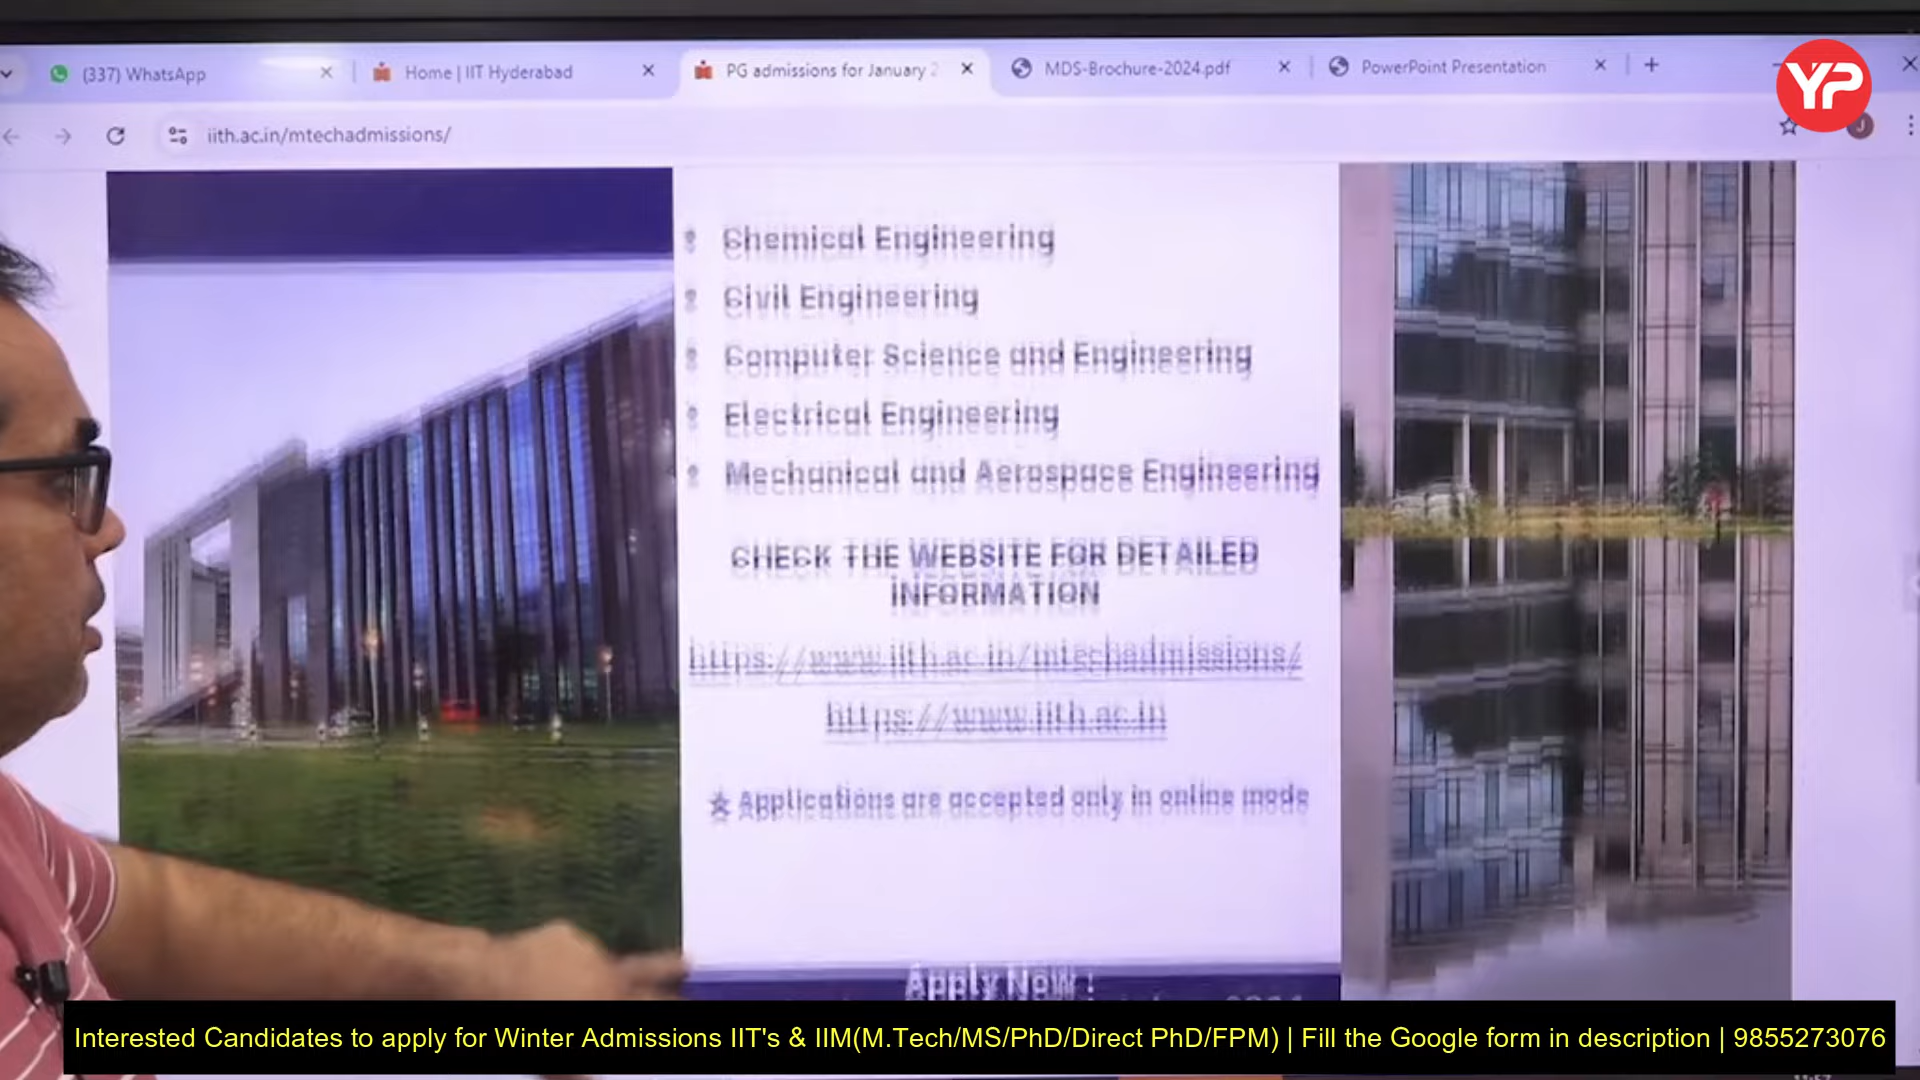 (337) WhatsApp
Home | IIT Hyderabad
PG admissions for January 2
MDS-Brochure-2024.pdf
PowerPoint Presentation
YP
iith.ac.in/mtechadmissions/
J
Chemical Engineering
Civil Engineering
Computer Science and Engineering
Electrical Engineering
Mechanical and Aerospace Engineering
CHECK THE WEBSITE FOR DETAILED
INFORMATION
https://www.iith.ac.in/mtechadmissions/
https://www.iith.ac.in
Applications are accepted only in online mode
Apply Now :
Interested Candidates to apply for Winter Admissions IIT's & IIM(M.Tech/MS/PhD/Direct PhD/FPM) | Fill the Google form in description | 9855273076